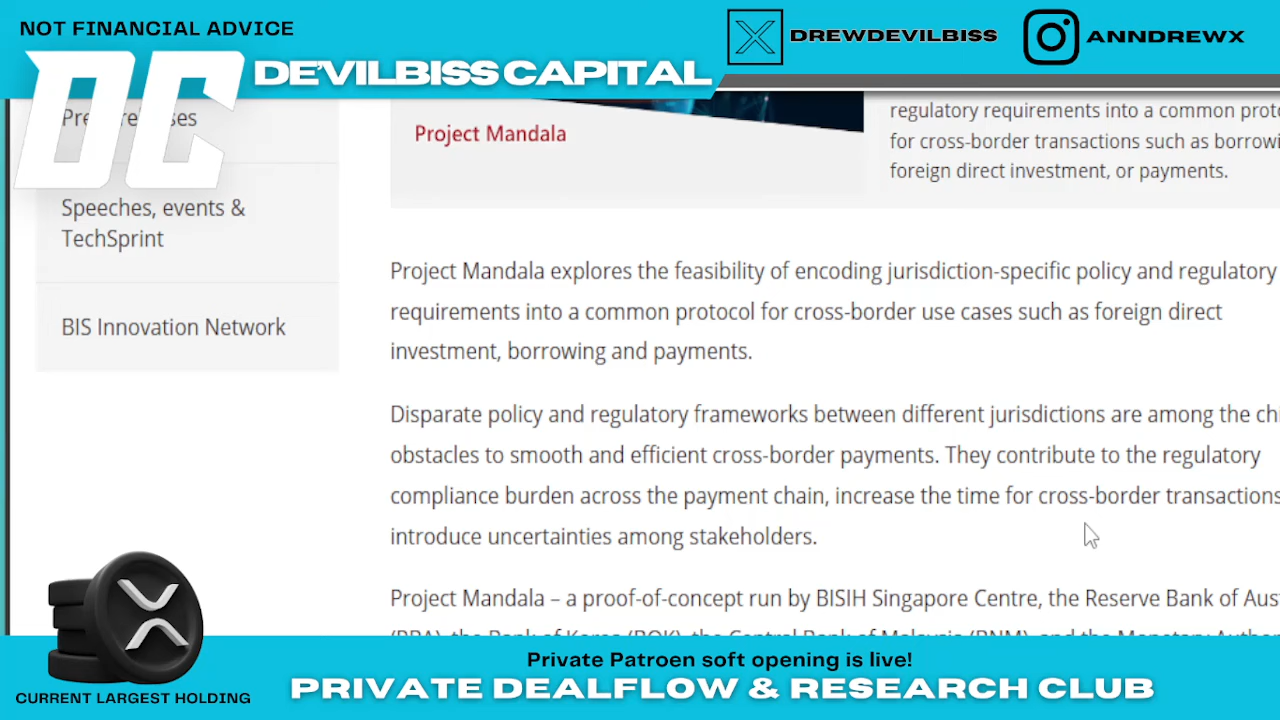 NOT FINANCIAL ADVICE
DREWDEVILBISS
ANNDREWX
DC
DE'VILBISS CAPITAL
regulatory requirements into a common
for cross-border transactions such as
foreign direct investment, or payments.
Project Mandala
Speeches, events &
TechSprint
BIS Innovation Network
Project Mandala explores the feasibility of encoding jurisdiction-specific policy and regulatory
requirements into a common protocol for cross-border use cases such as foreign direct
investment, borrowing and payments.
Disparate policy and regulatory frameworks between different jurisdictions are among the
obstacles to smooth and efficient cross-border payments. They contribute to the regulatory
compliance burden across the payment chain, increase the time for cross-border transactions
introduce uncertainties among stakeholders.
Project Mandala – a proof-of-concept run by BISIH Singapore Centre, the Reserve Bank of
CURRENT LARGEST HOLDING
Private Patroen soft opening is live!
PRIVATE DEALFLOW & RESEARCH CLUB